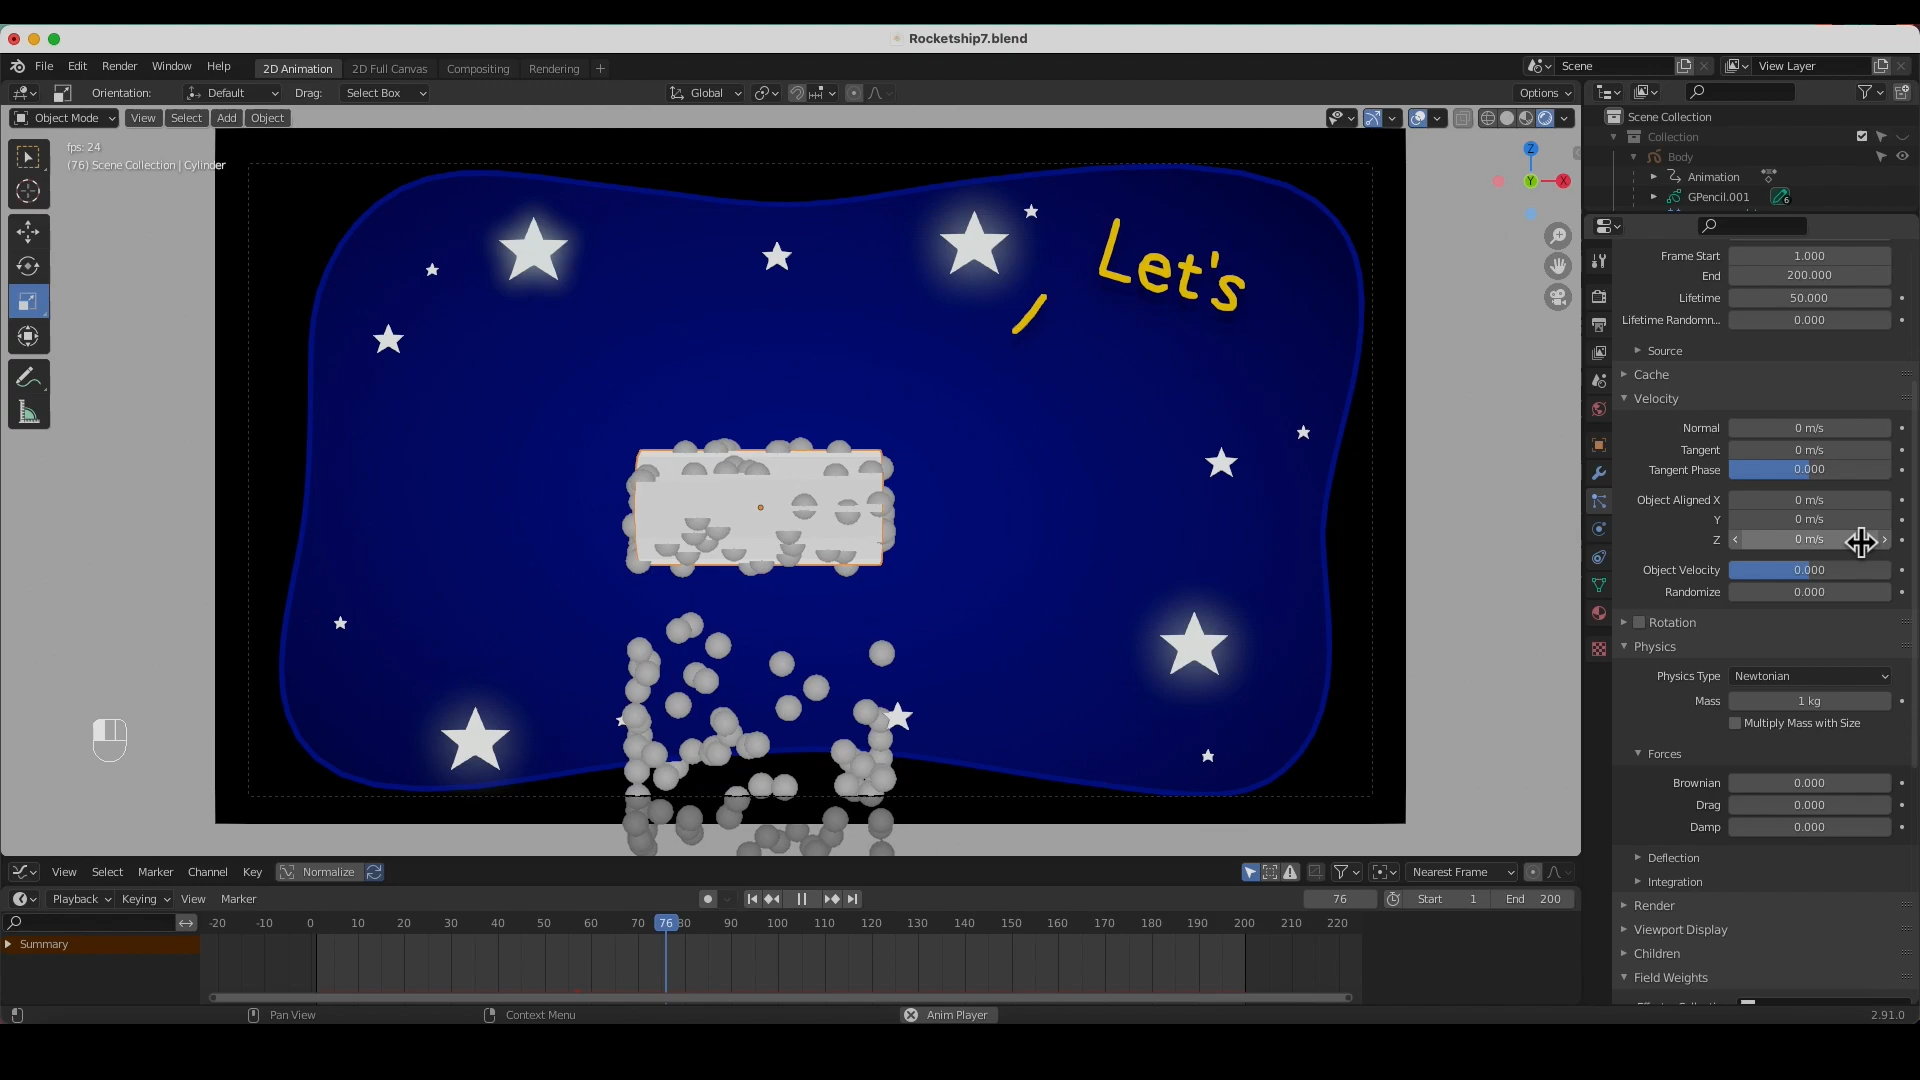 Rocketship7.blend
File Edit Render Window Help 2D Animation 2D Full Canvas Compositing Rendering + Scene View Layer
Orientation: Default Drag: Select Box Global Options
Object Mode View Select Add Object
Scene Collection
Collection
Body
Animation
GPencil.001 6
fps: 24
(76) Scene Collection | Cylinder
Z
Y X
Let's
Frame Start 1.000
End 200.000
Lifetime 50.000
Lifetime Randomn... 0.000
Source
Cache
Velocity
Normal 0 m/s
Tangent 0 m/s
Tangent Phase 0.000
Object Aligned X 0 m/s
Y 0 m/s
Z 0 m/s
Object Velocity 0.000
Randomize 0.000
Rotation
Physics
Physics Type Newtonian
Mass 1 kg
Multiply Mass with Size
Forces
Brownian 0.000
Drag 0.000
Damp 0.000
Deflection
Integration
Render
Viewport Display
Children
Field Weights
View Select Marker Channel Key Normalize Nearest Frame
Playback Keying View Marker 76 Start 1 End 200
-20 -10 0 10 20 30 40 50 60 70 76 80 90 100 110 120 130 140 150 160 170 180 190 200 210 220
Summary
Pan View Context Menu Anim Player 2.91.0